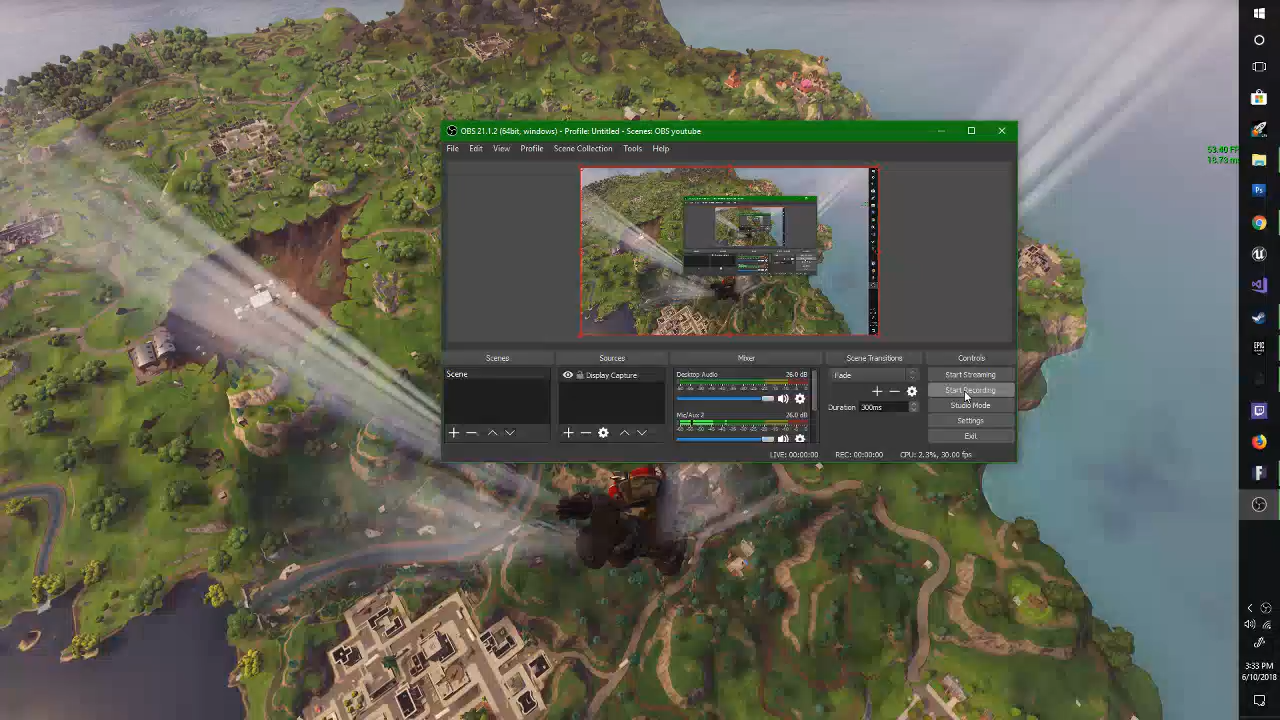 OBS 21.1.2 (64bit, windows) - Profile: Untitled - Scenes: OBS youtube
File Edit View Profile Scene Collection Tools Help
Scenes Sources Mixer Scene Transitions Controls
Scene
Display Capture
Desktop Audio 26.0 dB
Mic/Aux 2 26.0 dB
Fade
Duration 300ms
Start Streaming
Start Recording
Studio Mode
Settings
Exit
LIVE: 00:00:00 REC: 00:00:00 CPU: 2.3%, 30.00 fps
Ps
EPIC
3:33 PM
6/10/2018